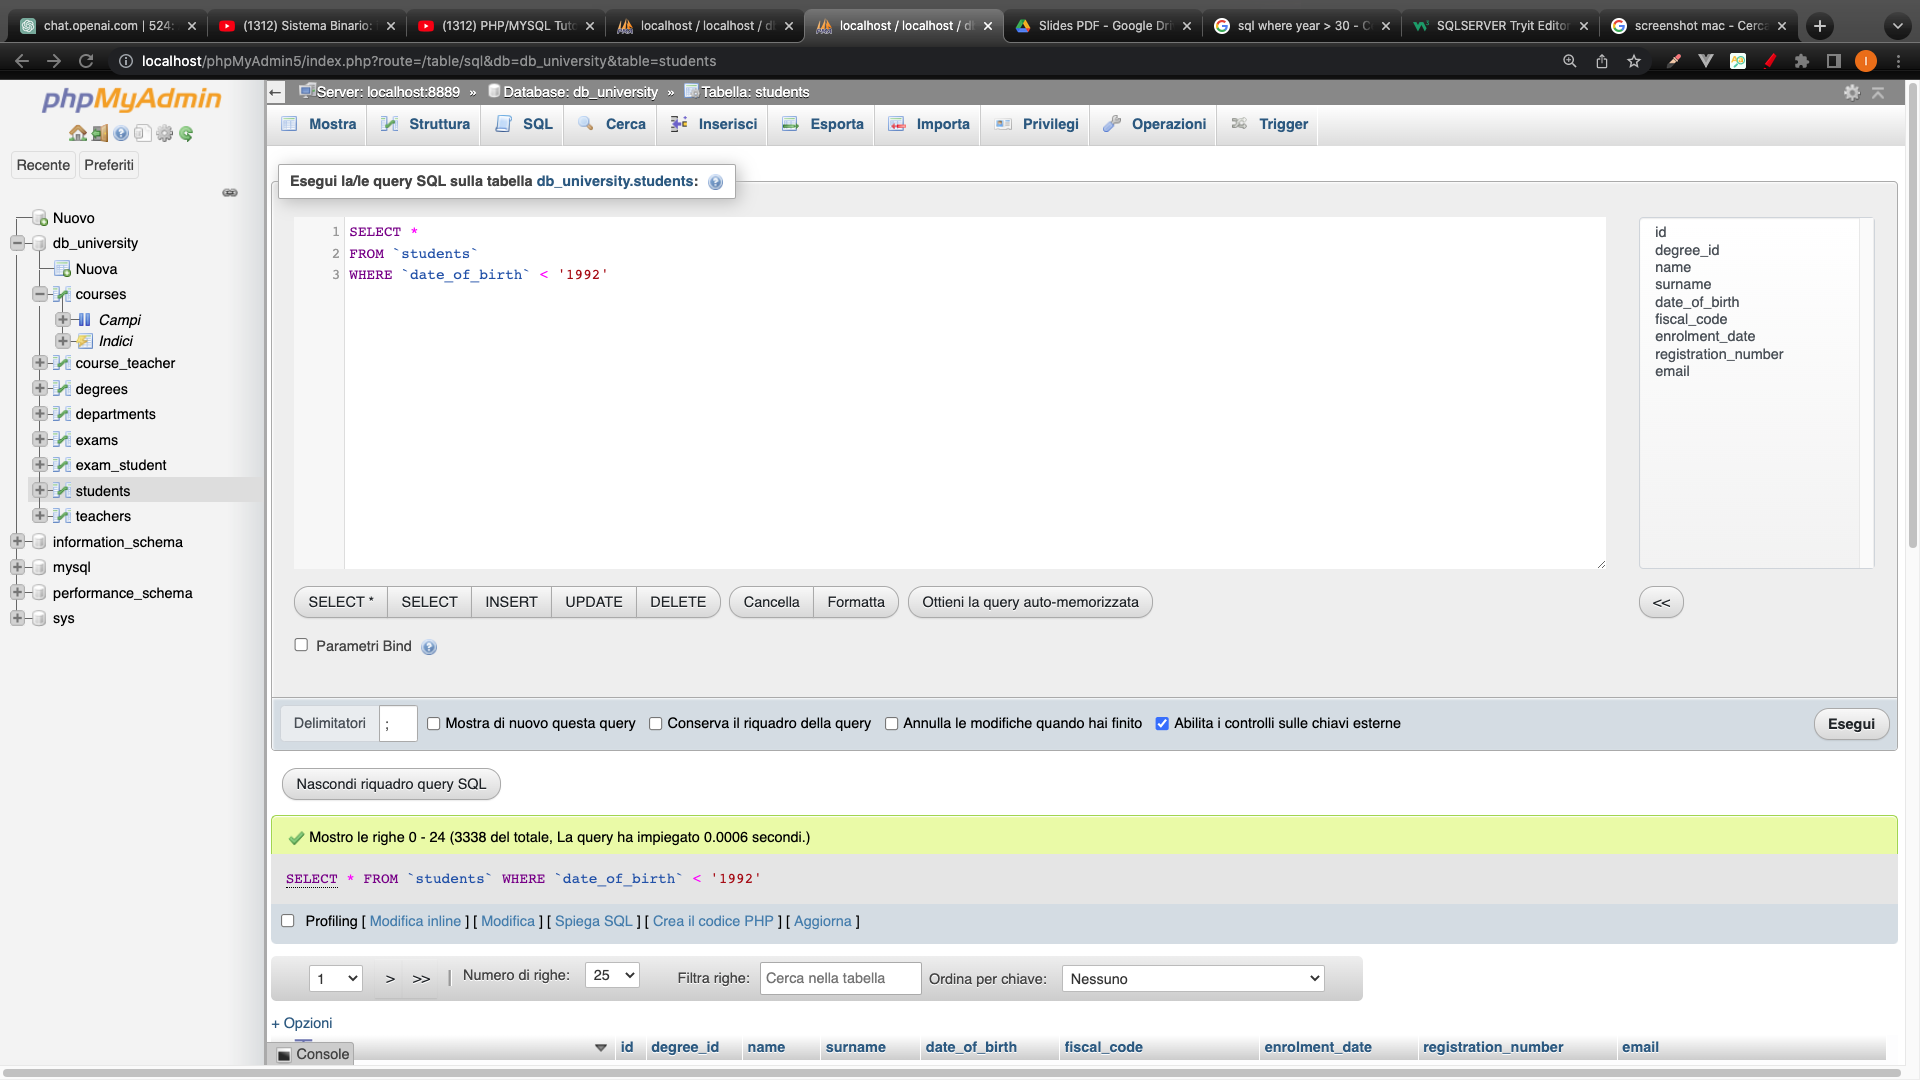 chat.openai.com | 524:
(1312) Sistema Binario:
(1312) PHP/MYSQL Tuto
localhost / localhost / d
localhost / localhost / d
Slides PDF - Google Dri
sql where year > 30 - C
SQLSERVER Tryit Editor
screenshot mac - Cerca
localhost/phpMyAdmin5/index.php?route=/table/sql&db=db_university&table=students
I
phpMyAdmin
Recente
Preferiti
Nuovo
db_university
Nuova
courses
Campi
Indici
course_teacher
degrees
departments
exams
exam_student
students
teachers
information_schema
mysql
performance_schema
sys
Server: localhost:8889 » Database: db_university » Tabella: students
Mostra
Struttura
SQL
Cerca
Inserisci
Esporta
Importa
Privilegi
Operazioni
Trigger
Esegui la/le query SQL sulla tabella db_university.students:
1 SELECT *
2 FROM `students`
3 WHERE `date_of_birth` < '1992'
id
degree_id
name
surname
date_of_birth
fiscal_code
enrolment_date
registration_number
email
SELECT *
SELECT
INSERT
UPDATE
DELETE
Cancella
Formatta
Ottieni la query auto-memorizzata
<<
Parametri Bind
Delimitatori ;
Mostra di nuovo questa query
Conserva il riquadro della query
Annulla le modifiche quando hai finito
Abilita i controlli sulle chiavi esterne
Esegui
Nascondi riquadro query SQL
Mostro le righe 0 - 24 (3338 del totale, La query ha impiegato 0.0006 secondi.)
SELECT * FROM `students` WHERE `date_of_birth` < '1992'
Profiling [ Modifica inline ] [ Modifica ] [ Spiega SQL ] [ Crea il codice PHP ] [ Aggiorna ]
1 > >> | Numero di righe: 25 Filtra righe: Cerca nella tabella Ordina per chiave: Nessuno
+ Opzioni
id degree_id name surname date_of_birth fiscal_code enrolment_date registration_number email
Console